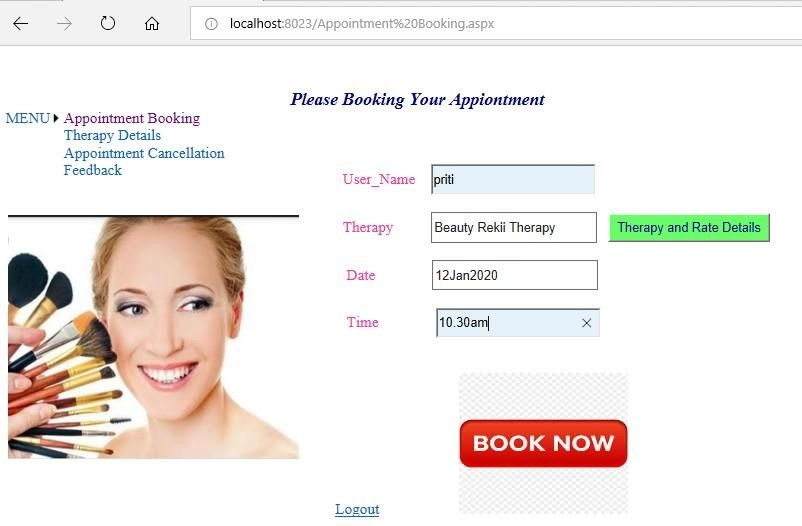 localhost:8023/Appointment%20Booking.aspx
Please Booking Your Appiontment
MENU Appointment Booking
Therapy Details
Appointment Cancellation
Feedback
User_Name priti
Therapy Beauty Rekii Therapy Therapy and Rate Details
Date 12Jan2020
Time 10.30am
BOOK NOW
Logout